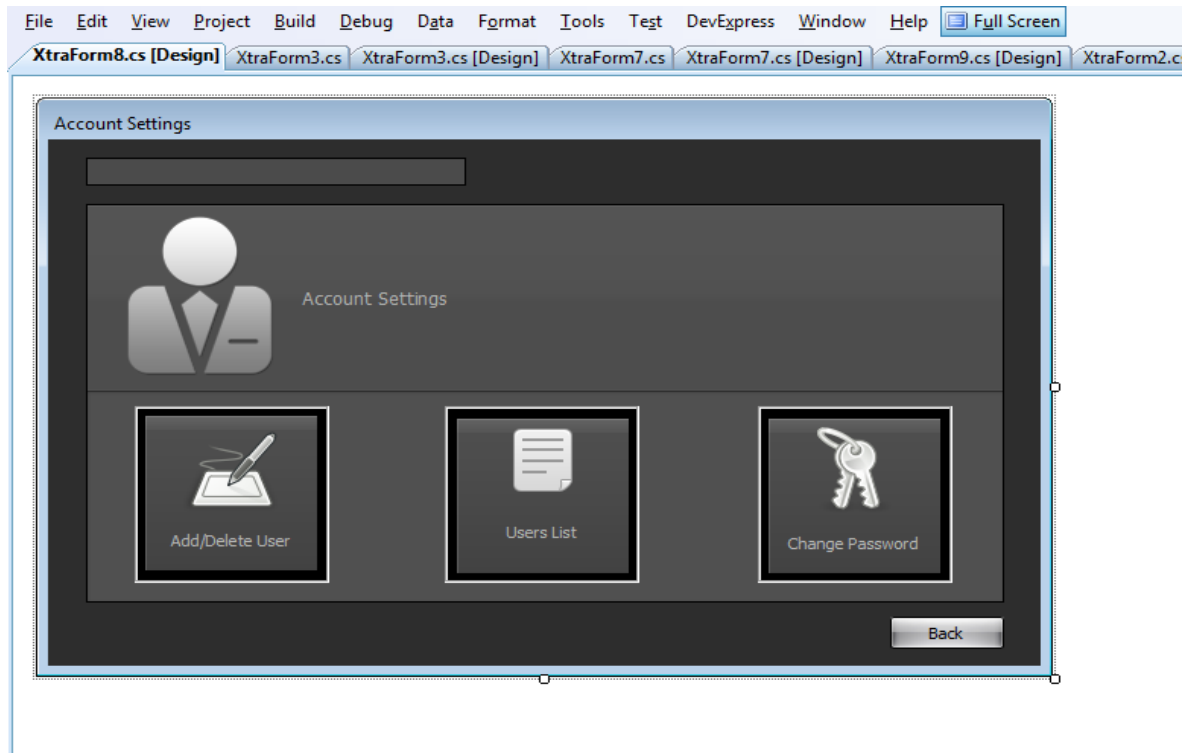 File Edit View Project Build Debug Data Format Tools Test DevExpress Window Help Full Screen
XtraForm8.cs [Design] XtraForm3.cs XtraForm3.cs [Design] XtraForm7.cs XtraForm7.cs [Design] XtraForm9.cs [Design] XtraForm2.c
Account Settings
Account Settings
Add/Delete User
Users List
Change Password
Back